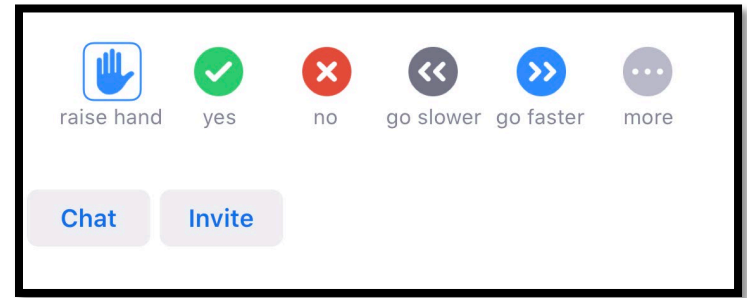 raise hand yes no go slower go faster more
Chat Invite